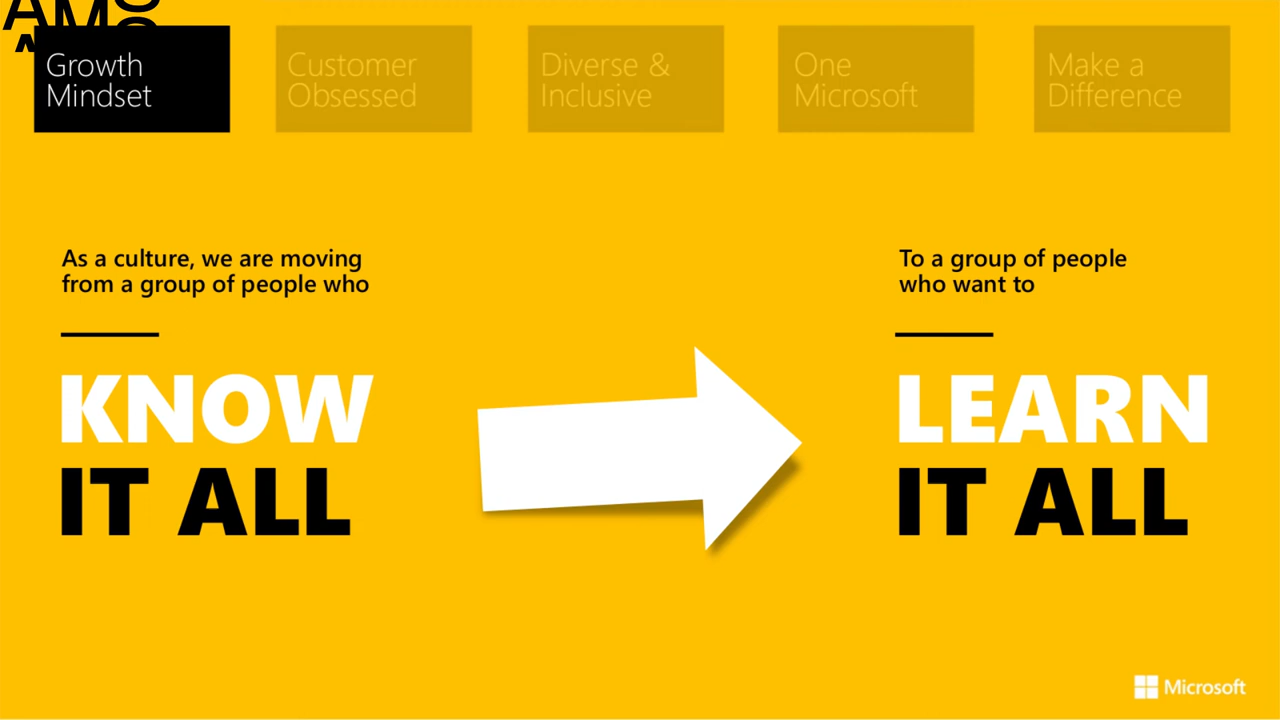 Growth
Mindset
Customer
Obsessed
Diverse &
Inclusive
One
Microsoft
Make a
Difference
As a culture, we are moving
from a group of people who
KNOW
IT ALL
To a group of people
who want to
LEARN
IT ALL
Microsoft